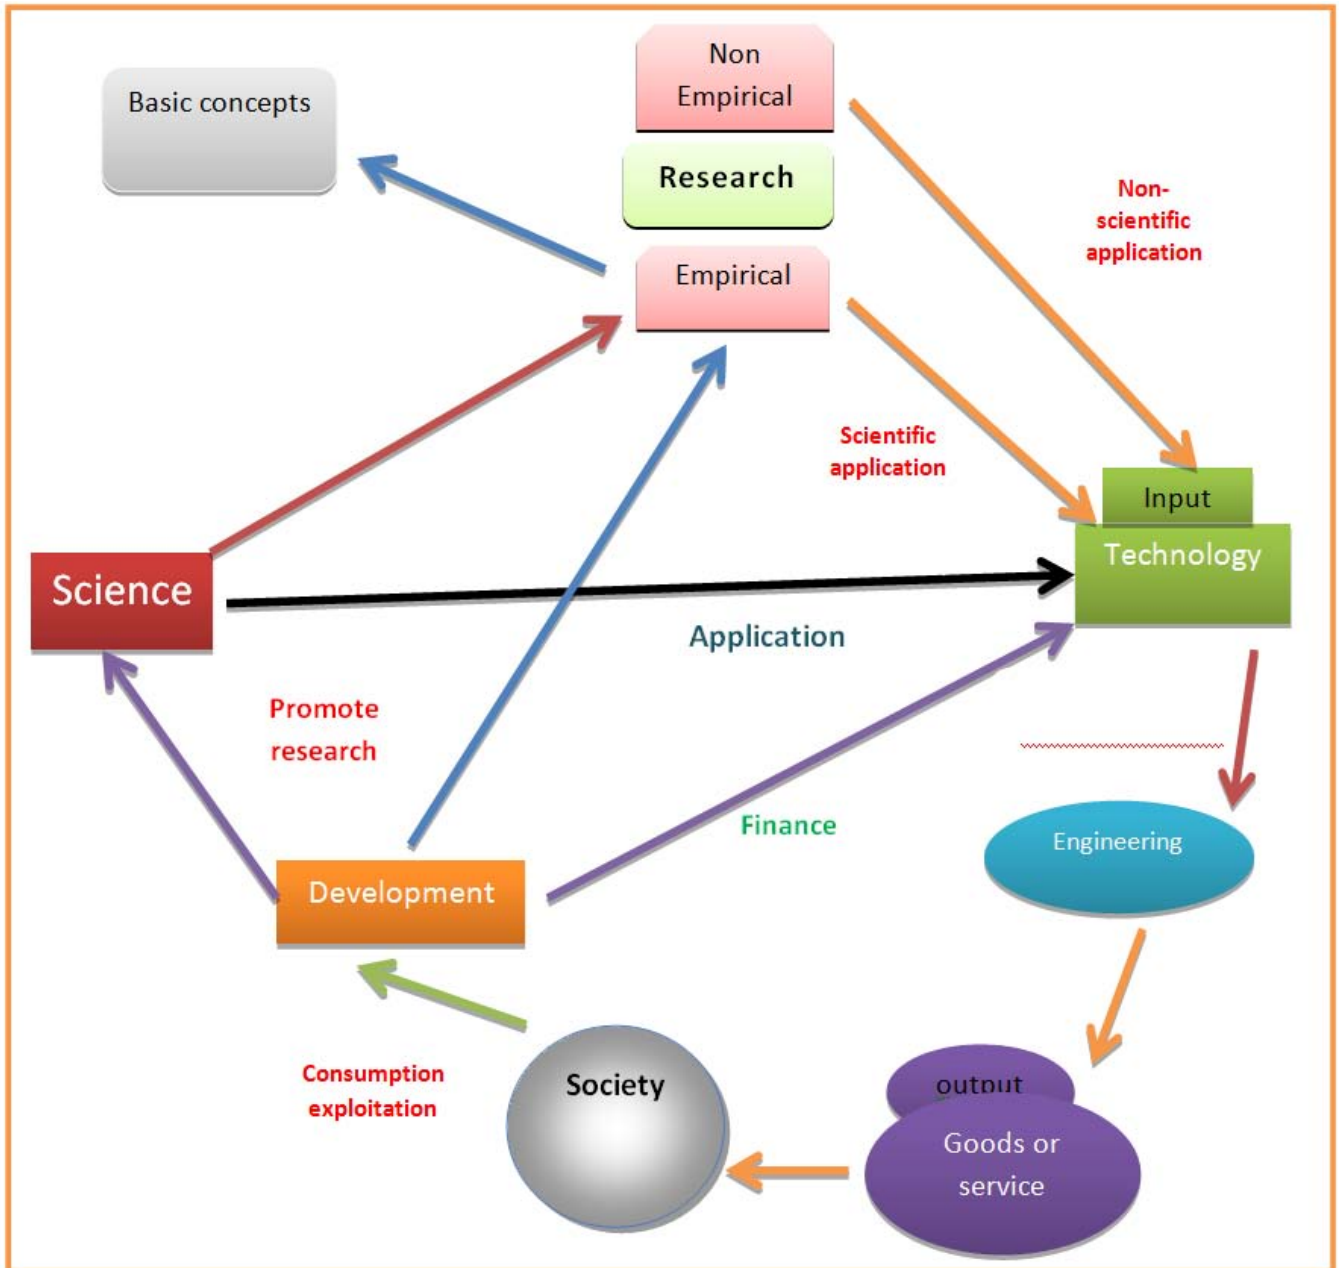 Non
Empirical
Basic concepts
Research
Non-
scientific
application
Empirical
Scientific
application
Input
Technology
Science
Application
Promote
research
Finance
Engineering
Development
Society
Consumption
exploitation
output
Goods or
service